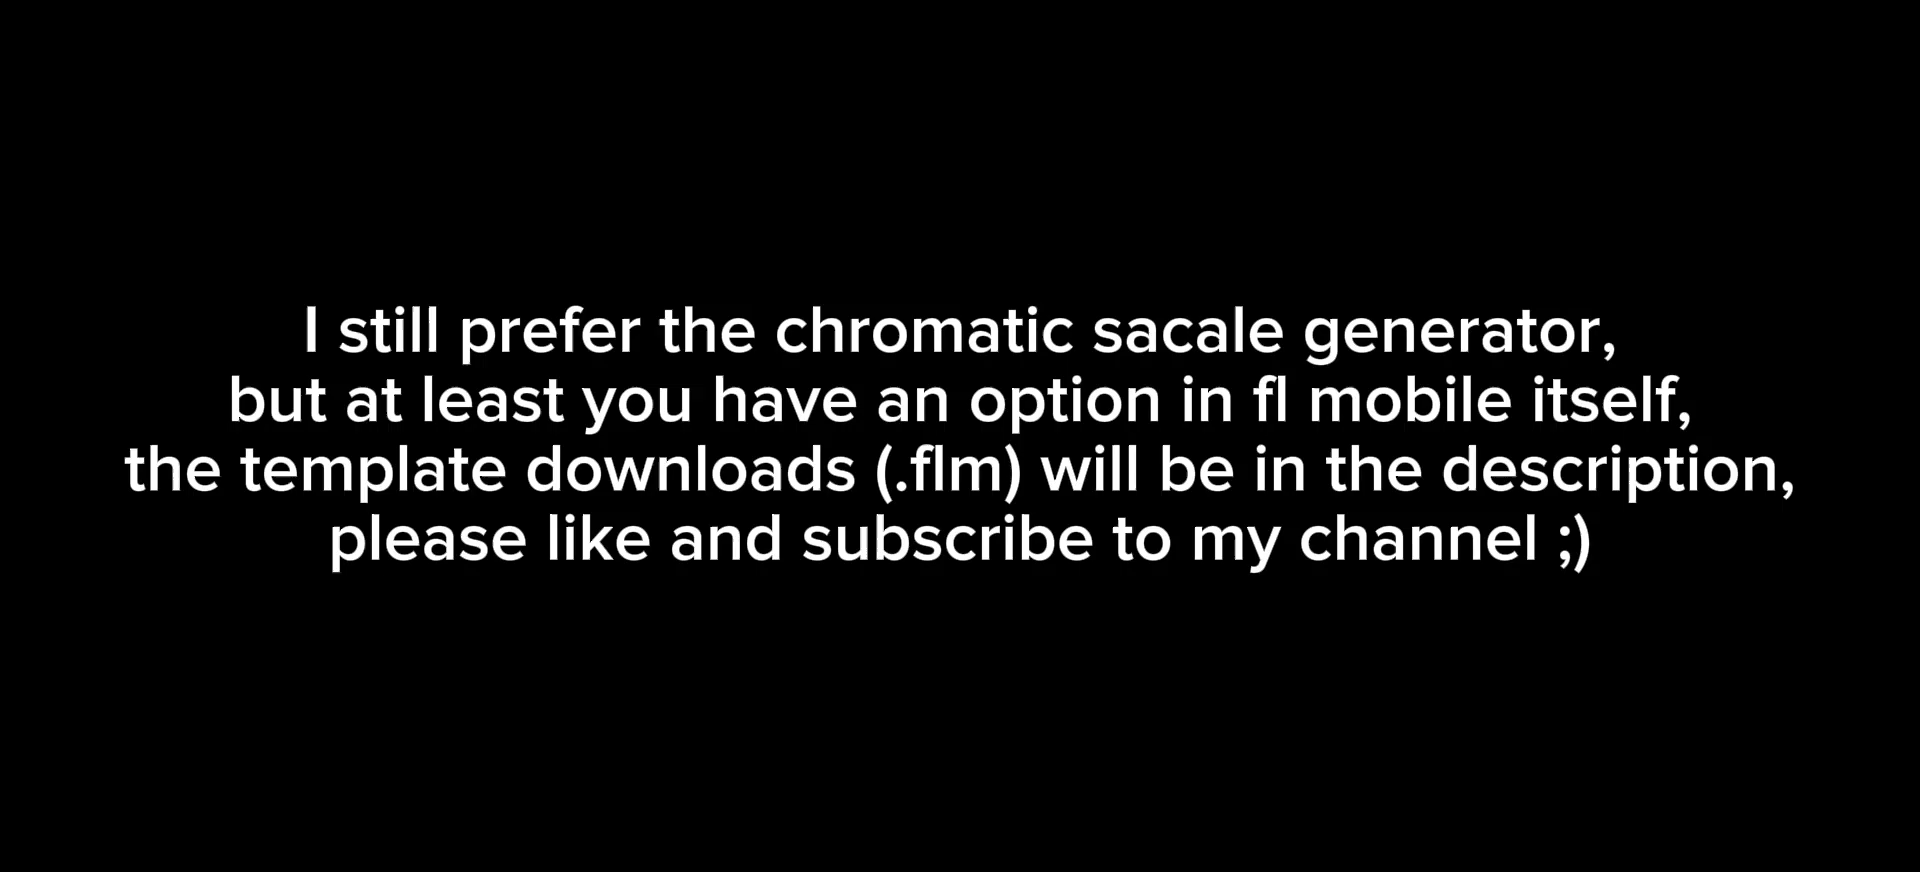 I still prefer the chromatic sacale generator,
but at least you have an option in fl mobile itself,
the template downloads (.flm) will be in the description,
please like and subscribe to my channel ;)